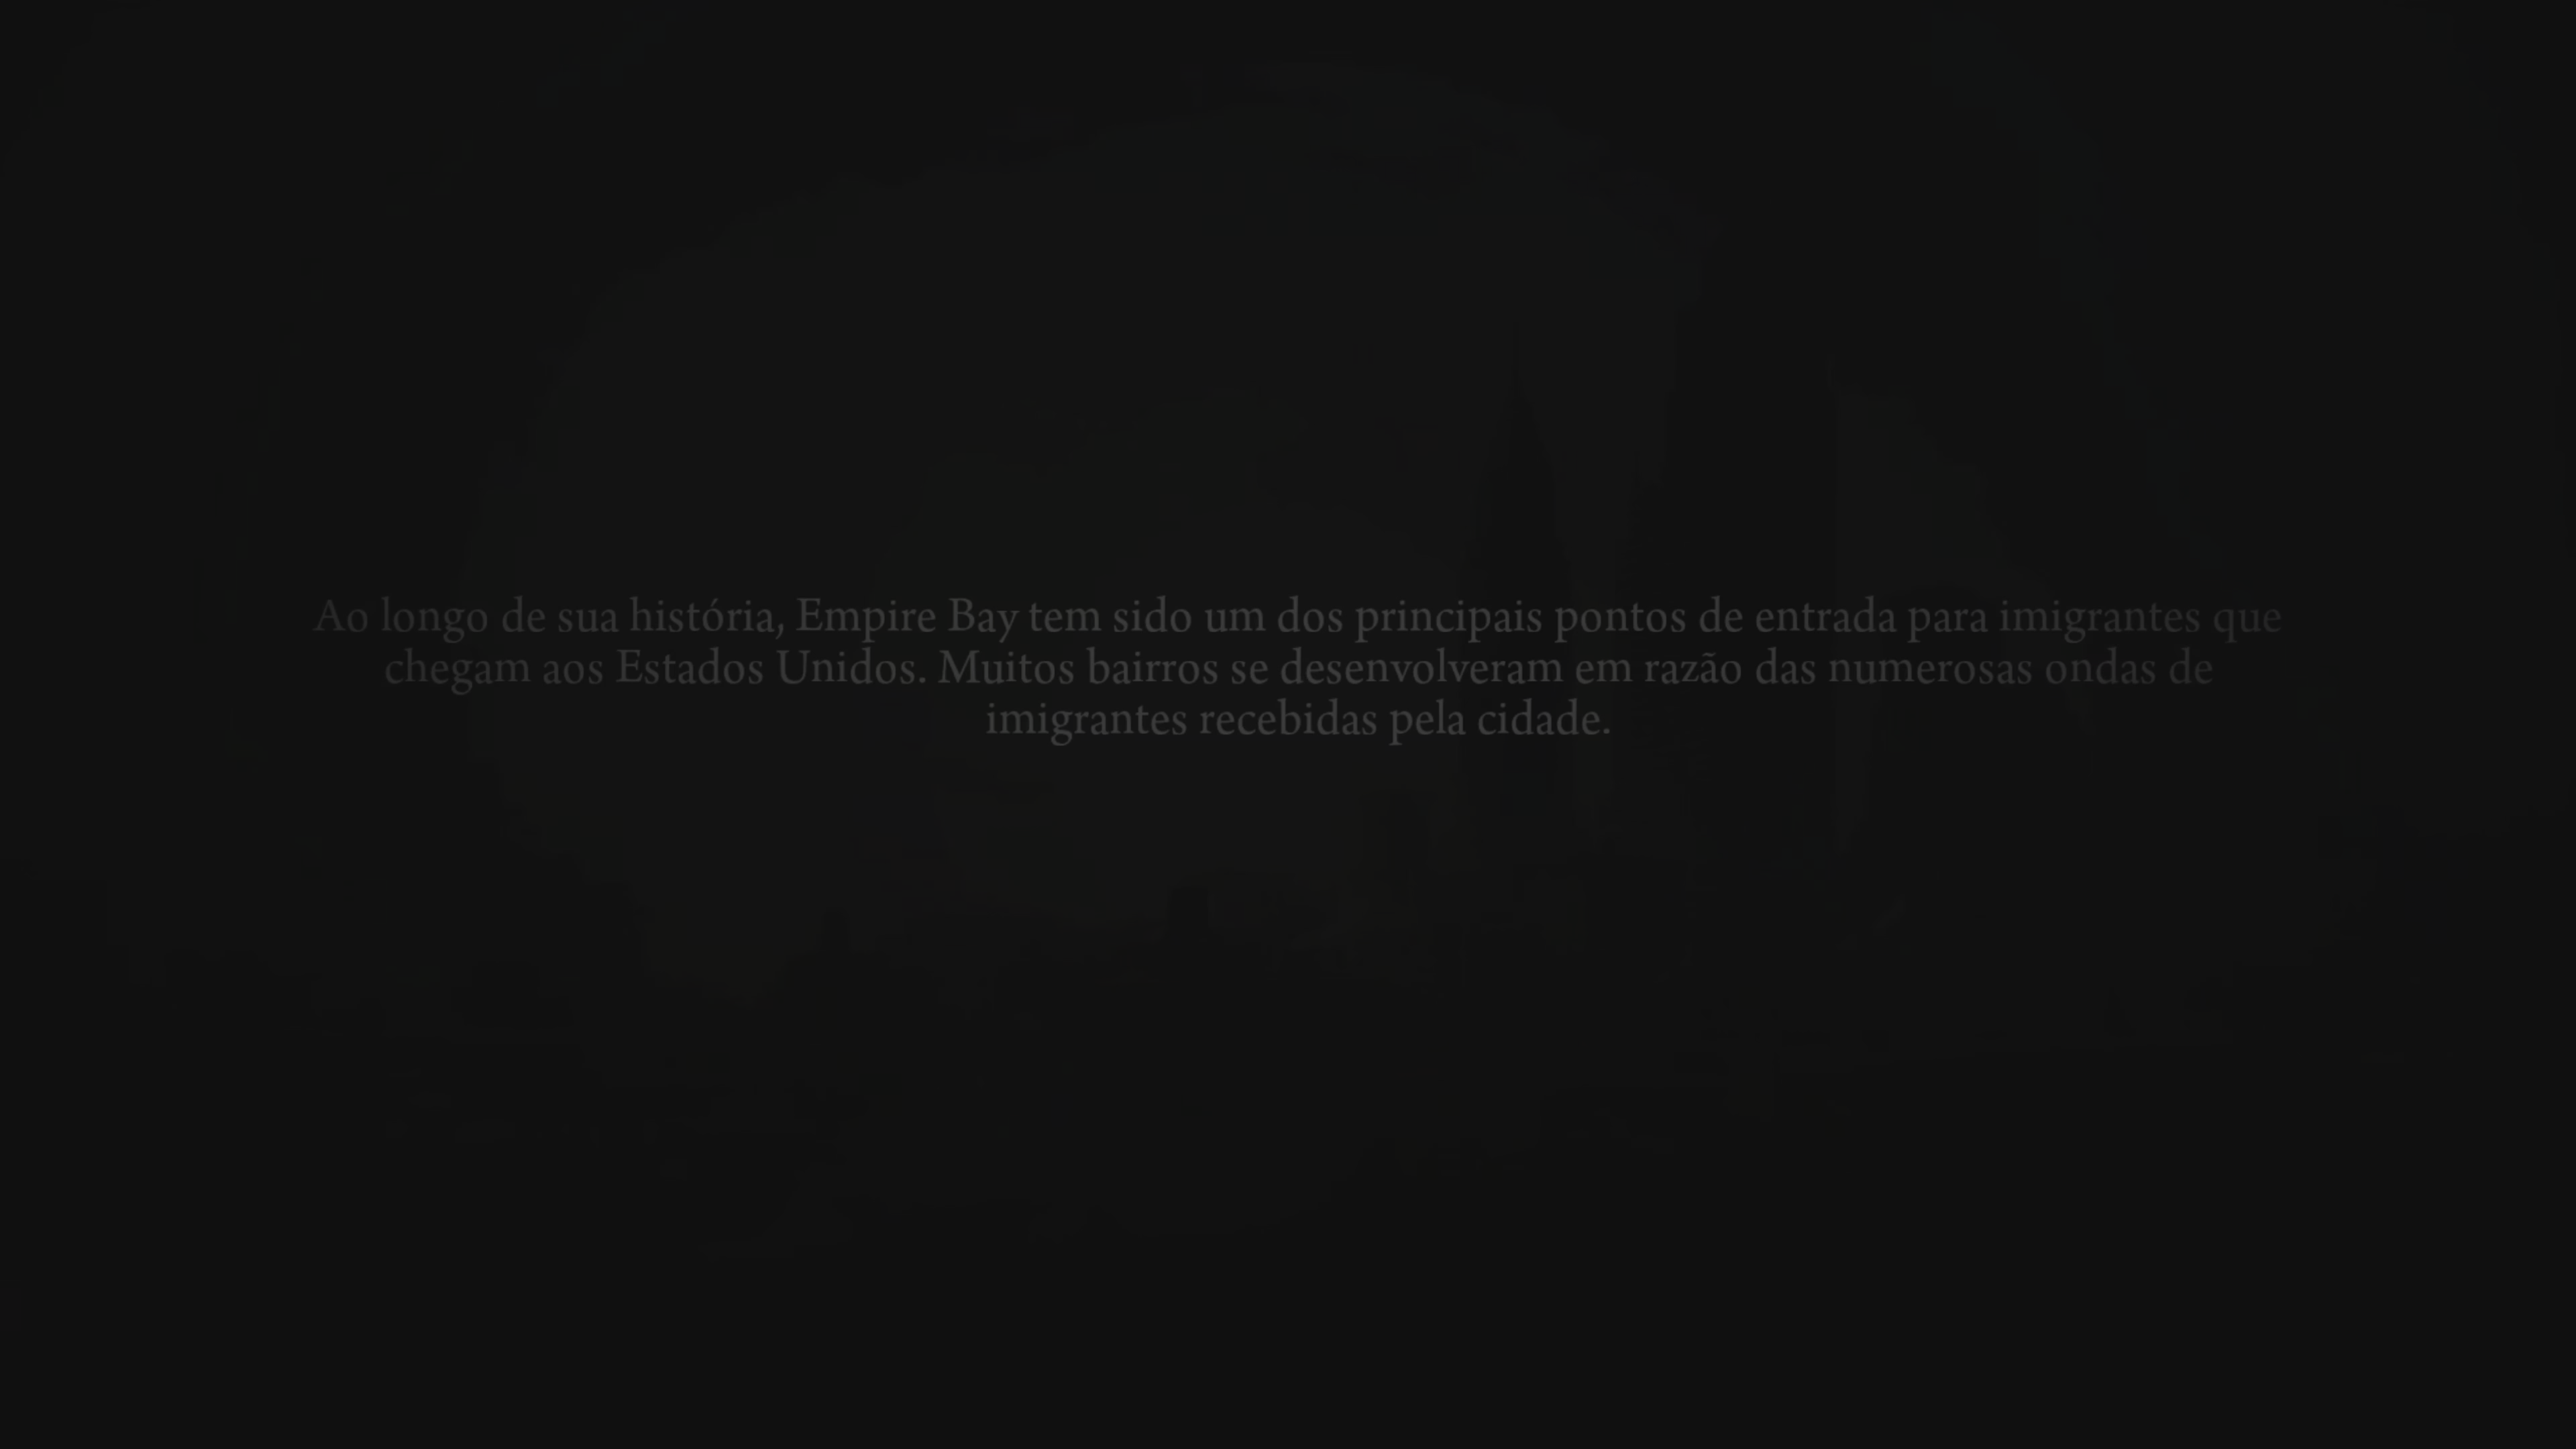 Ao longo de sua história, Empire Bay tem sido um dos principais pontos de entrada para imigrantes que
chegam aos Estados Unidos. Muitos bairros se desenvolveram em razão das numerosas ondas de
imigrantes recebidas pela cidade.